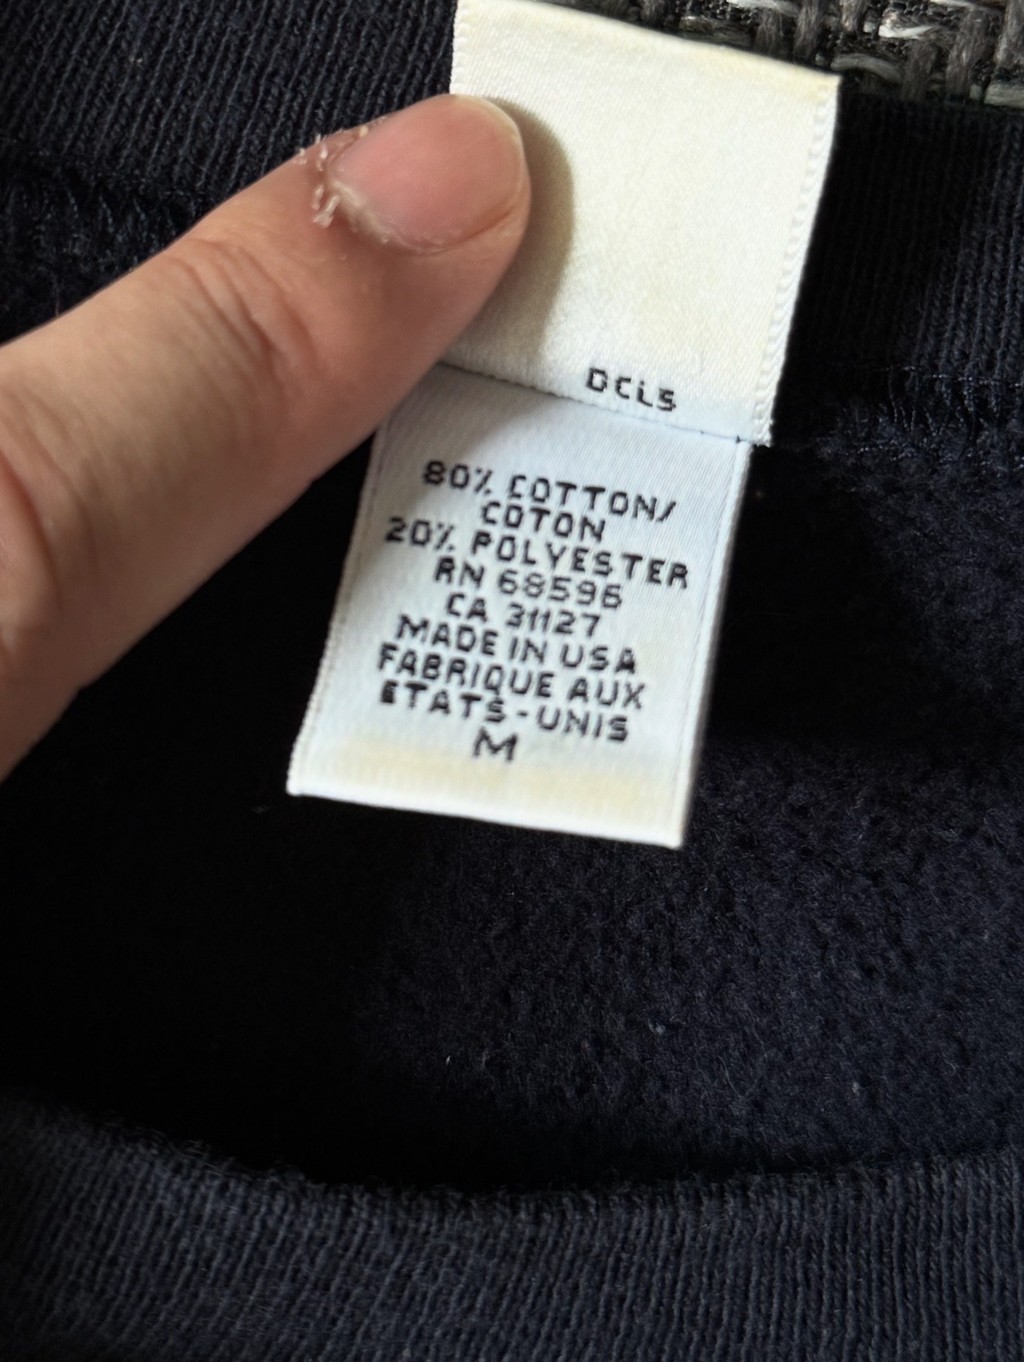 DCLS
80% COTTON/
COTON
20% POLYESTER
RN 68596
CA 31127
MADE IN USA
FABRIQUE AUX
ETATS-UNIS
M